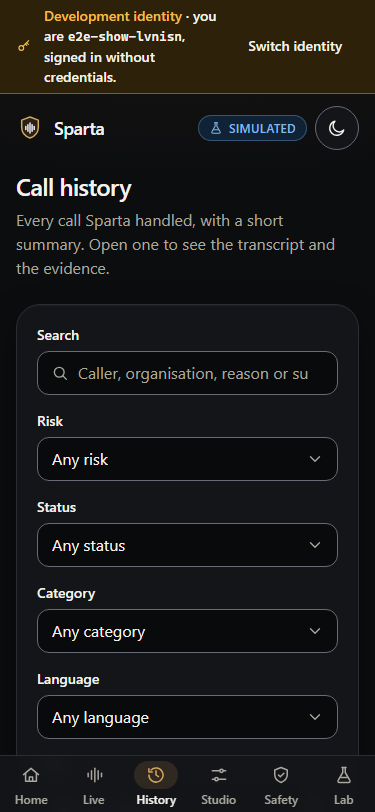 Development identity · you
are e2e-show-lvnisn,
signed in without
credentials.
Switch identity
Sparta
SIMULATED
Call history
Every call Sparta handled, with a short
summary. Open one to see the transcript and
the evidence.
Search
Caller, organisation, reason or su
Risk
Any risk
Status
Any status
Category
Any category
Language
Any language
Home
Live
History
Studio
Safety
Lab